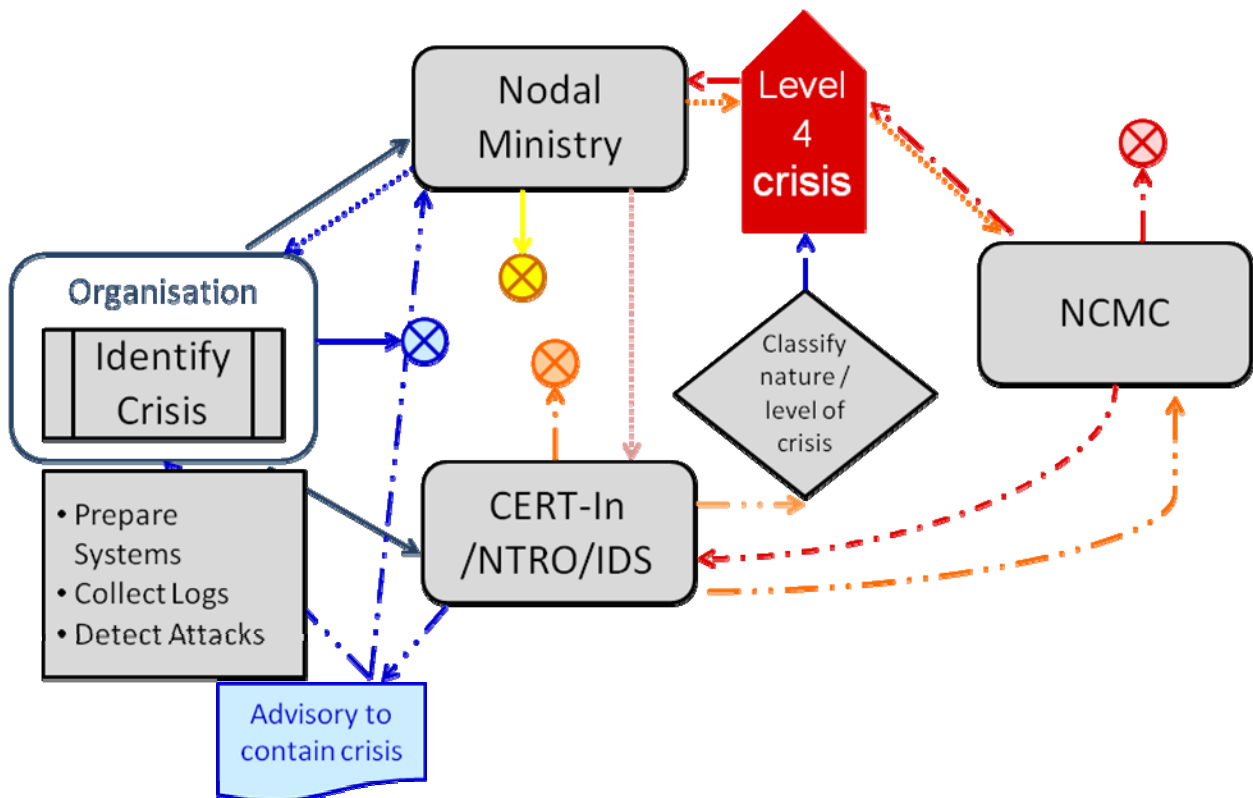 Nodal
Ministry
Level
4
crisis
Organisation
Identify
Crisis
NCMC
Classify
nature /
level of
crisis
• Prepare
Systems
• Collect Logs
• Detect Attacks
CERT-In
/NTRO/IDS
Advisory to
contain crisis